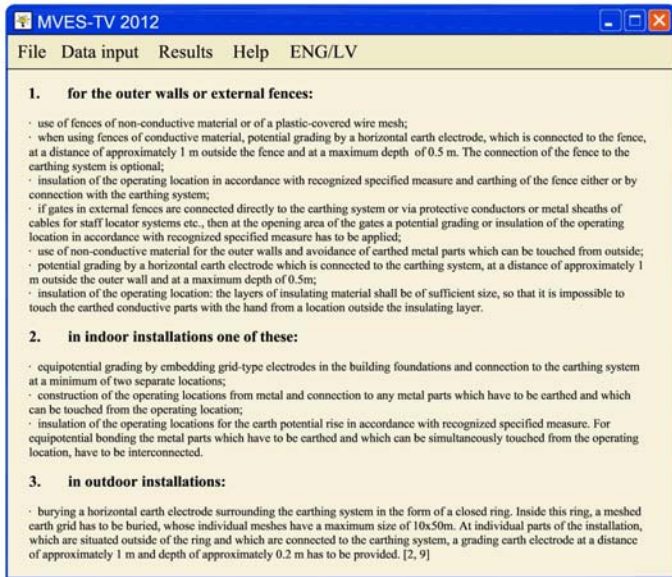 MVES-TV 2012
File Data input Results Help ENG/LV
1. for the outer walls or external fences:
· use of fences of non-conductive material or of a plastic-covered wire mesh;
· when using fences of conductive material, potential grading by a horizontal earth electrode, which is connected to the fence,
at a distance of approximately 1 m outside the fence and at a maximum depth of 0.5 m. The connection of the fence to the
earthing system is optional;
· insulation of the operating location in accordance with recognized specified measure and earthing of the fence either or by
connection with the earthing system;
· if gates in external fences are connected directly to the earthing system or via protective conductors or metal sheaths of
cables for staff locator systems etc., then at the opening area of the gates a potential grading or insulation of the operating
location in accordance with recognized specified measure has to be applied;
· use of non-conductive material for the outer walls and avoidance of earthed metal parts which can be touched from outside;
· potential grading by a horizontal earth electrode which is connected to the earthing system, at a distance of approximately 1
m outside the outer wall and at a maximum depth of 0.5m;
· insulation of the operating location: the layers of insulating material shall be of sufficient size, so that it is impossible to
touch the earthed conductive parts with the hand from a location outside the insulating layer.
2. in indoor installations one of these:
· equipotential grading by embedding grid-type electrodes in the building foundations and connection to the earthing system
at a minimum of two separate locations;
· construction of the operating locations from metal and connection to any metal parts which have to be earthed and which
can be touched from the operating location;
· insulation of the operating locations for the earth potential rise in accordance with recognized specified measure. For
equipotential bonding the metal parts which have to be earthed and which can be simultaneously touched from the operating
location, have to be interconnected.
3. in outdoor installations:
· burying a horizontal earth electrode surrounding the earthing system in the form of a closed ring. Inside this ring, a meshed
earth grid has to be buried, whose individual meshes have a maximum size of 10x50m. At individual parts of the installation,
which are situated outside of the ring and which are connected to the earthing system, a grading earth electrode at a distance
of approximately 1 m and depth of approximately 0.2 m has to be provided. [2, 9]